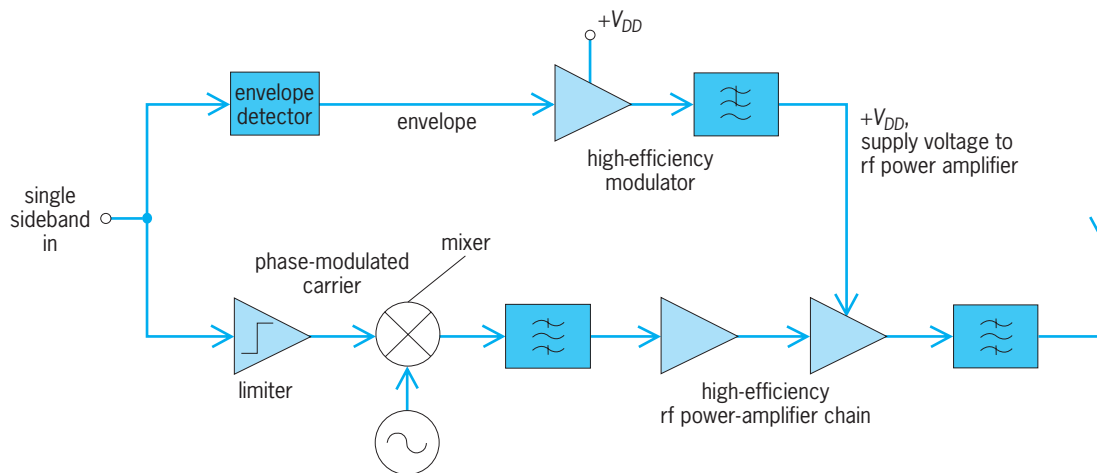 +VDD
envelope
detector
envelope
high-efficiency
modulator
+VDD,
supply voltage to
rf power amplifier
single
sideband
in
phase-modulated
carrier
mixer
limiter
high-efficiency
rf power-amplifier chain